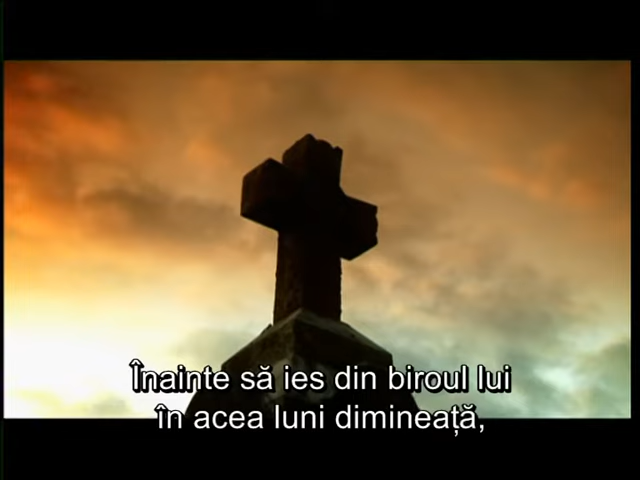 Înainte să ies din biroul lui
în acea luni dimineață,